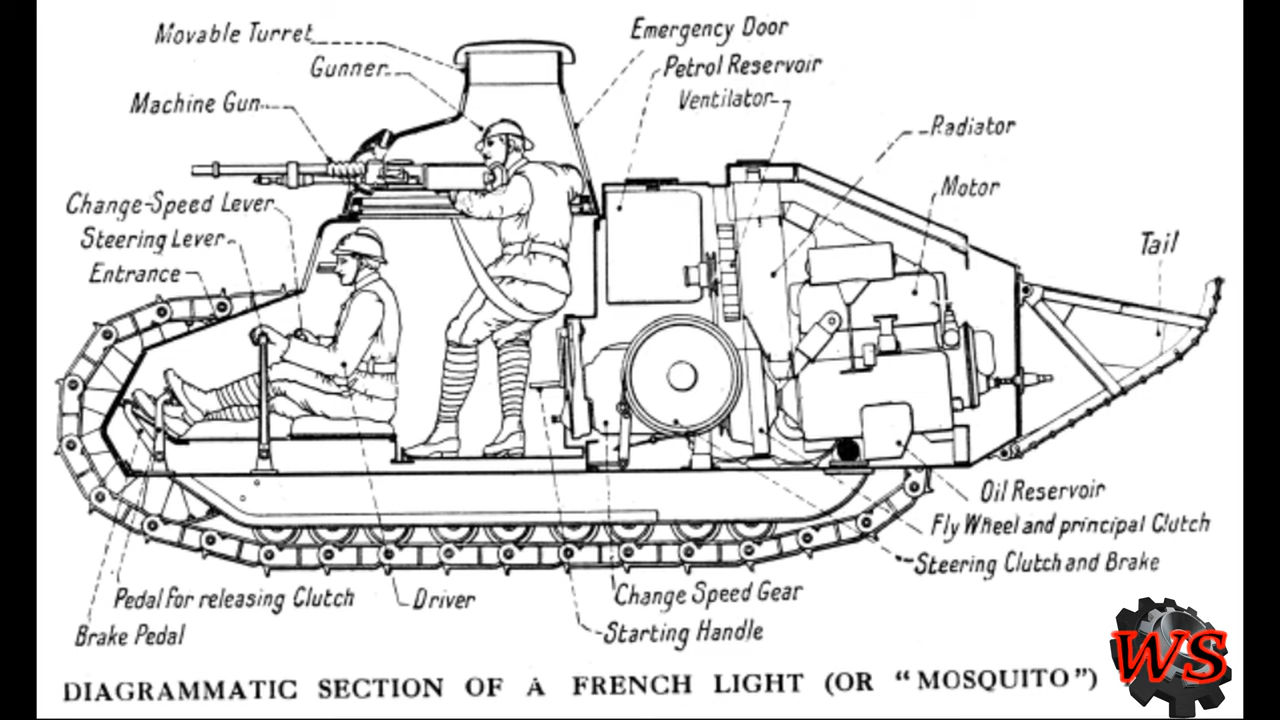 Movable Turret
Emergency Door
Gunner
Petrol Reservoir
Machine Gun
Ventilator
Radiator
Motor
Change-Speed Lever
Steering Lever
Tail
Entrance
Oil Reservoir
Fly Wheel and principal Clutch
Steering Clutch and Brake
Pedal for releasing Clutch
Driver
Change Speed Gear
Brake Pedal
Starting Handle
DIAGRAMMATIC SECTION OF A FRENCH LIGHT (OR “MOSQUITO”)
WS